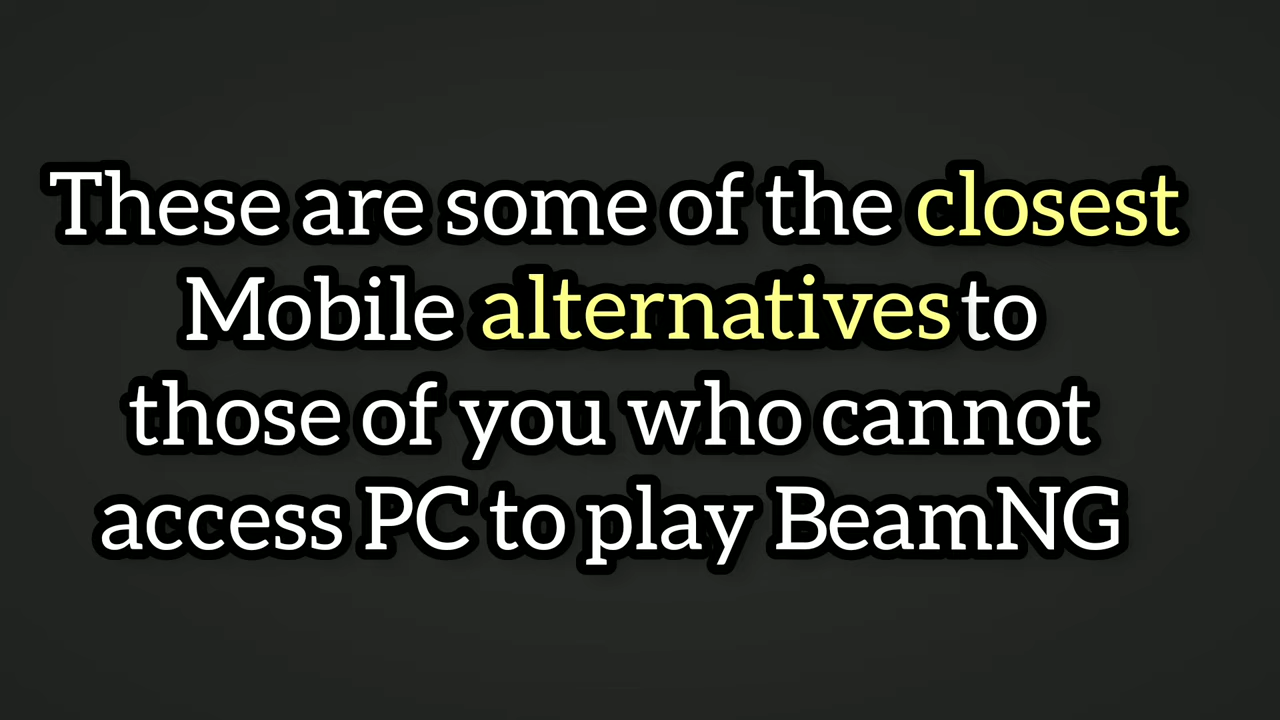 These are some of the closest
Mobile alternatives to
those of you who cannot
access PC to play BeamNG